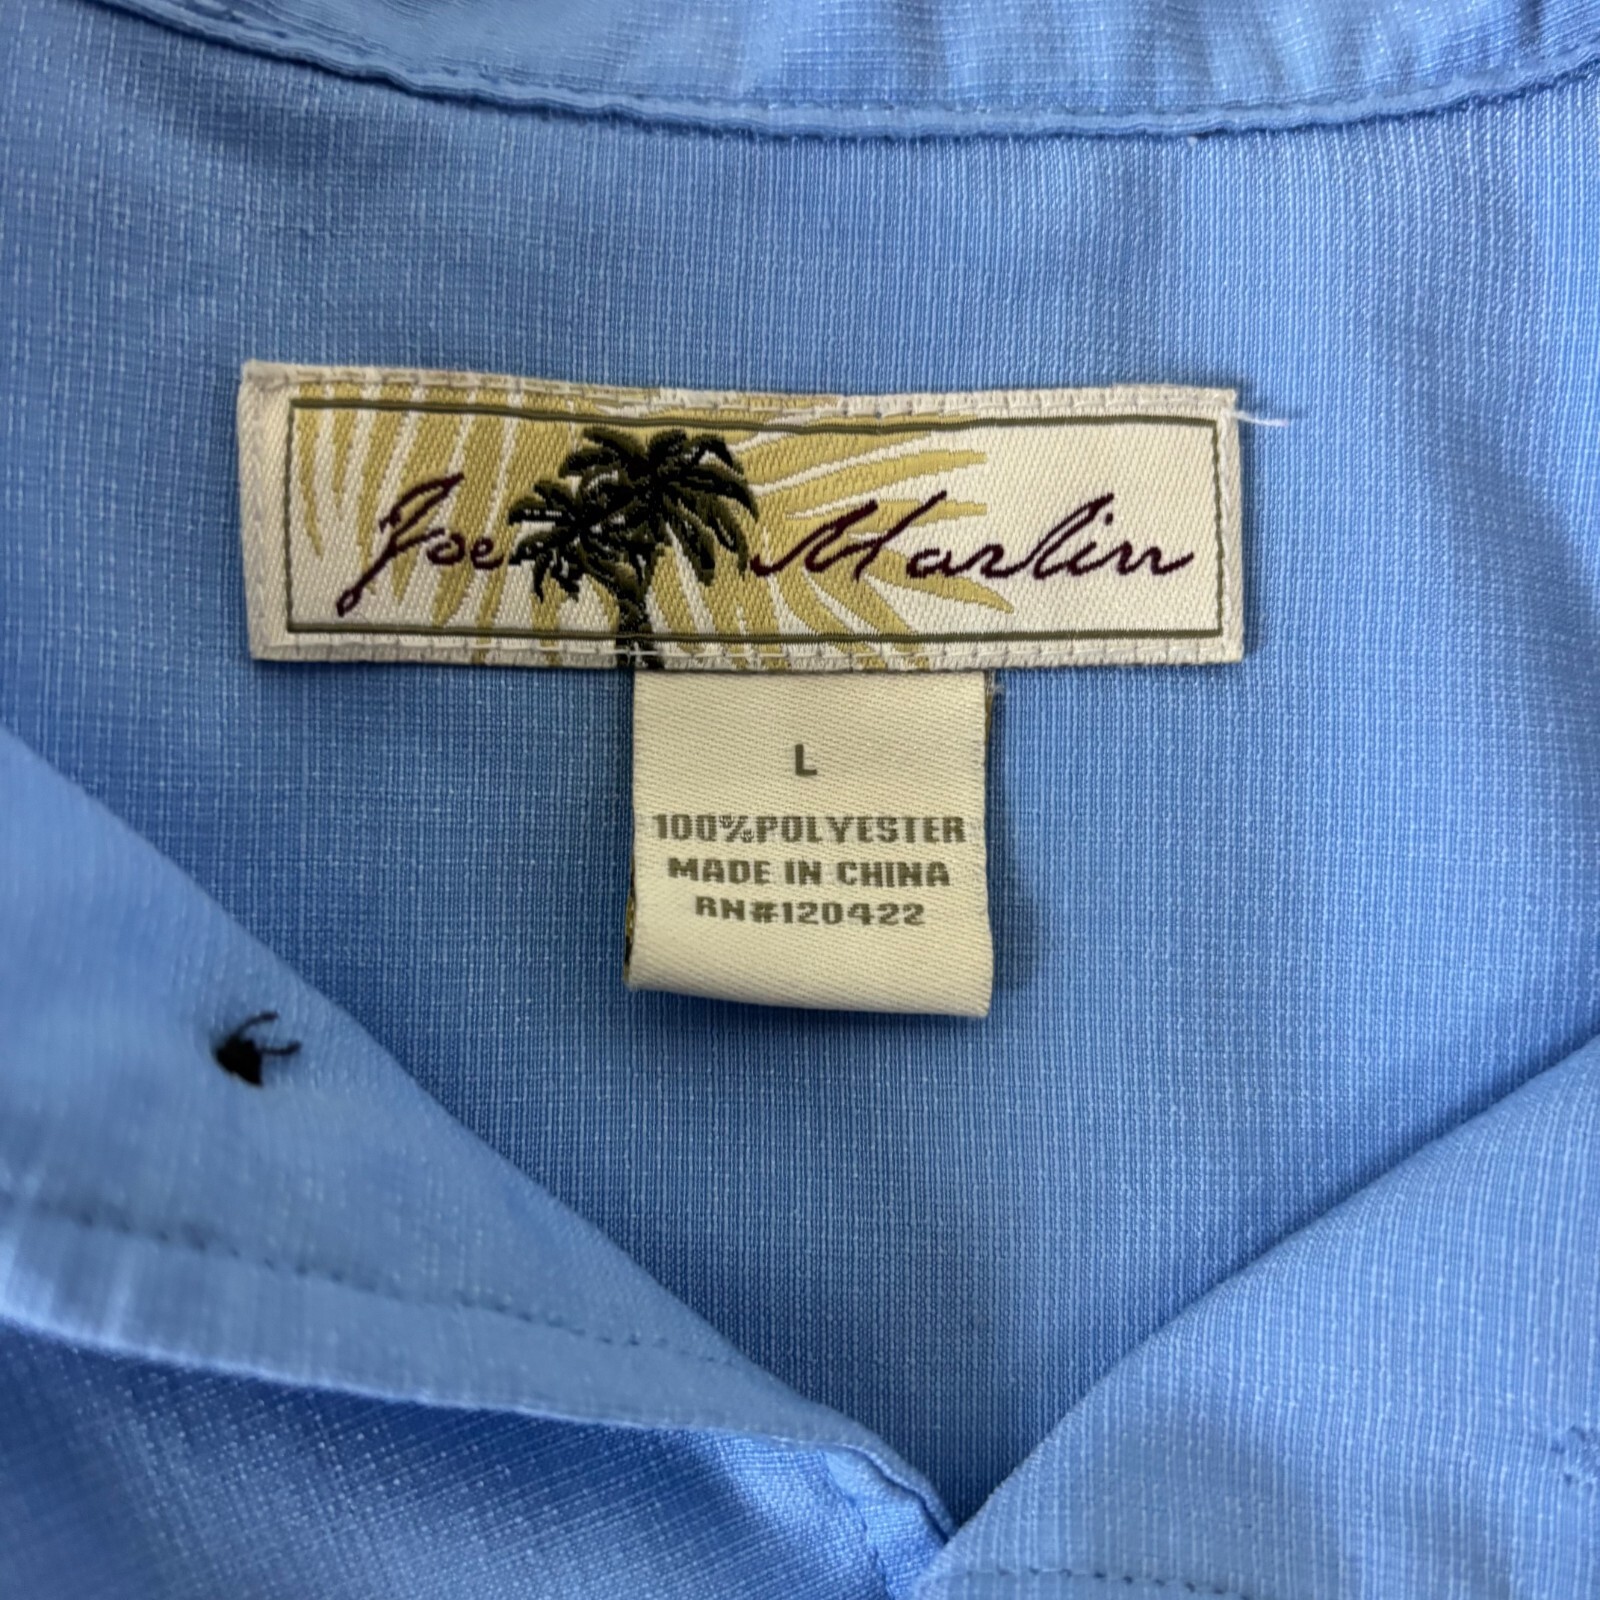 Joe Marlin
L
100%POLYESTER
MADE IN CHINA
RN#120422